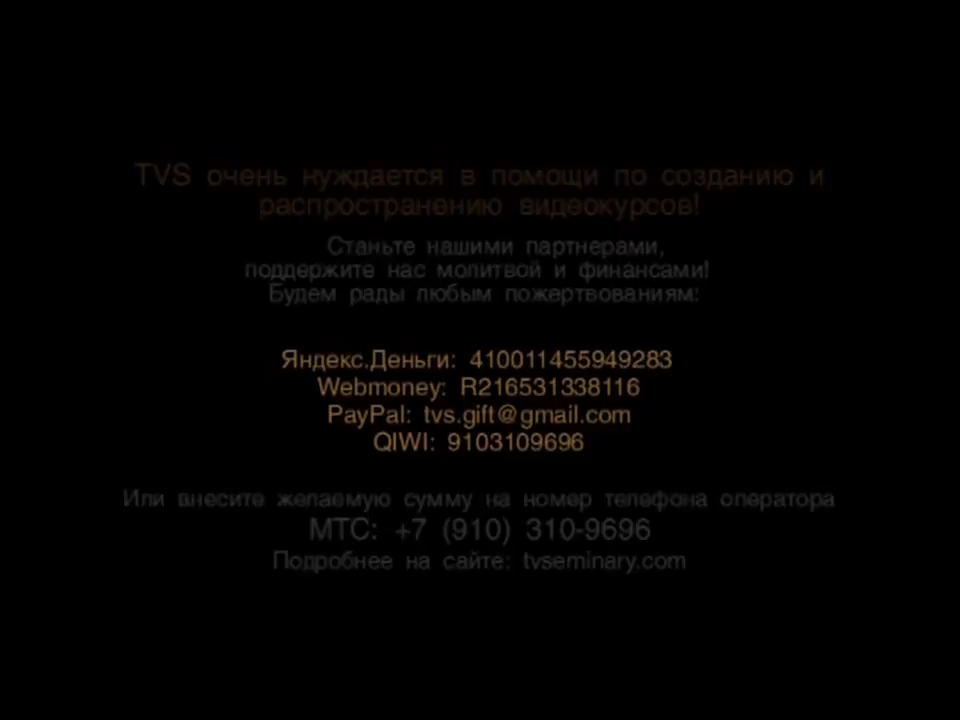 TVS очень нуждается в помощи по созданию и
распространению видеокурсов!
Станьте нашими партнерами,
поддержите нас молитвой и финансами!
Будем рады любым пожертвованиям:
Яндекс.Деньги: 410011455949283
Webmoney: R216531338116
PayPal: tvs.gift@gmail.com
QIWI: 9103109696
Или внесите желаемую сумму на номер телефона оператора
МТС: +7 (910) 310-9696
Подробнее на сайте: tvseminary.com